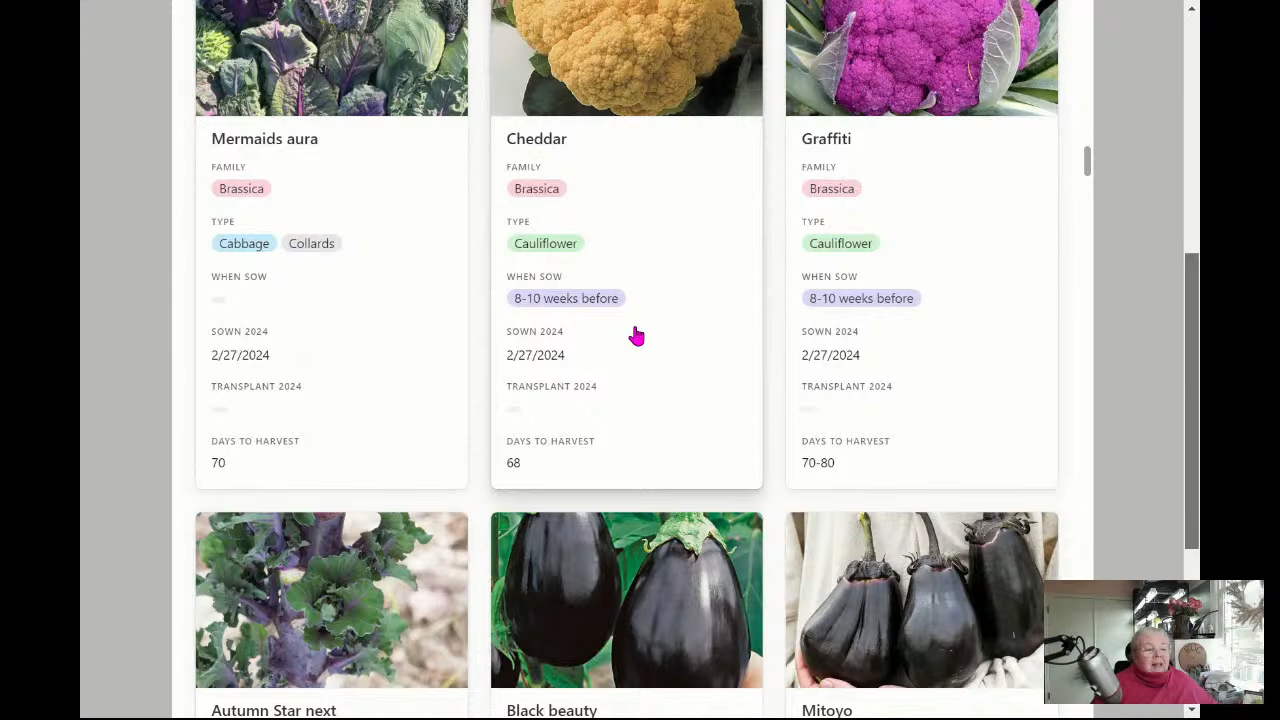 Mermaids aura
FAMILY
Brassica
TYPE
Cabbage Collards
WHEN SOW
SOWN 2024
2/27/2024
TRANSPLANT 2024
DAYS TO HARVEST
70
Cheddar
FAMILY
Brassica
TYPE
Cauliflower
WHEN SOW
8-10 weeks before
SOWN 2024
2/27/2024
TRANSPLANT 2024
DAYS TO HARVEST
68
Graffiti
FAMILY
Brassica
TYPE
Cauliflower
WHEN SOW
8-10 weeks before
SOWN 2024
2/27/2024
TRANSPLANT 2024
DAYS TO HARVEST
70-80
Autumn Star next
Black beauty
Mitoyo